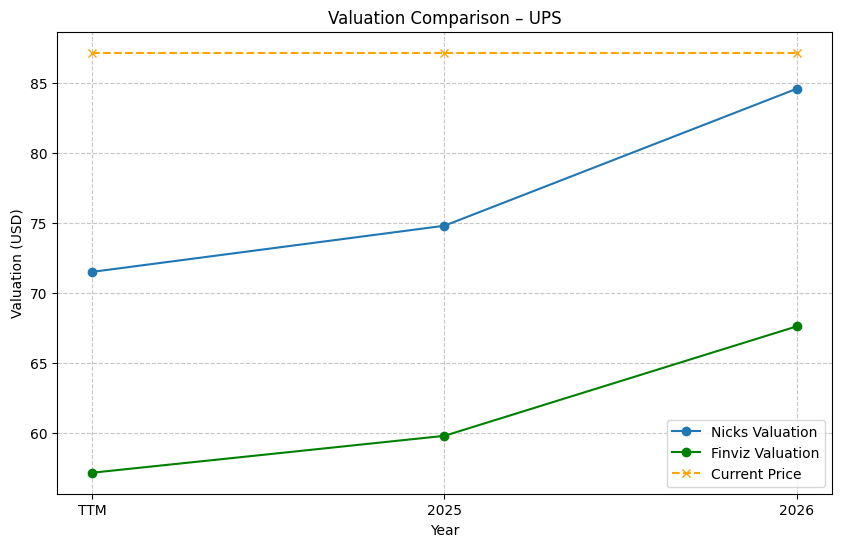 Valuation Comparison – UPS
Valuation (USD)
85
80
75
70
65
60
TTM
2025
2026
Year
Nicks Valuation
Finviz Valuation
Current Price